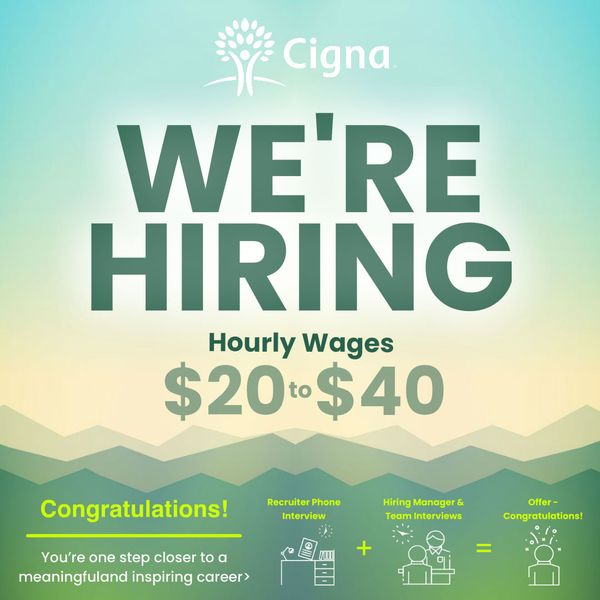 Cigna
WE'RE
HIRING
Hourly Wages
$20 to $40
Congratulations!
You're one step closer to a
meaningfuland inspiring career>
Recruiter Phone
Interview
+
Hiring Manager &
Team Interviews
=
Offer -
Congratulations!